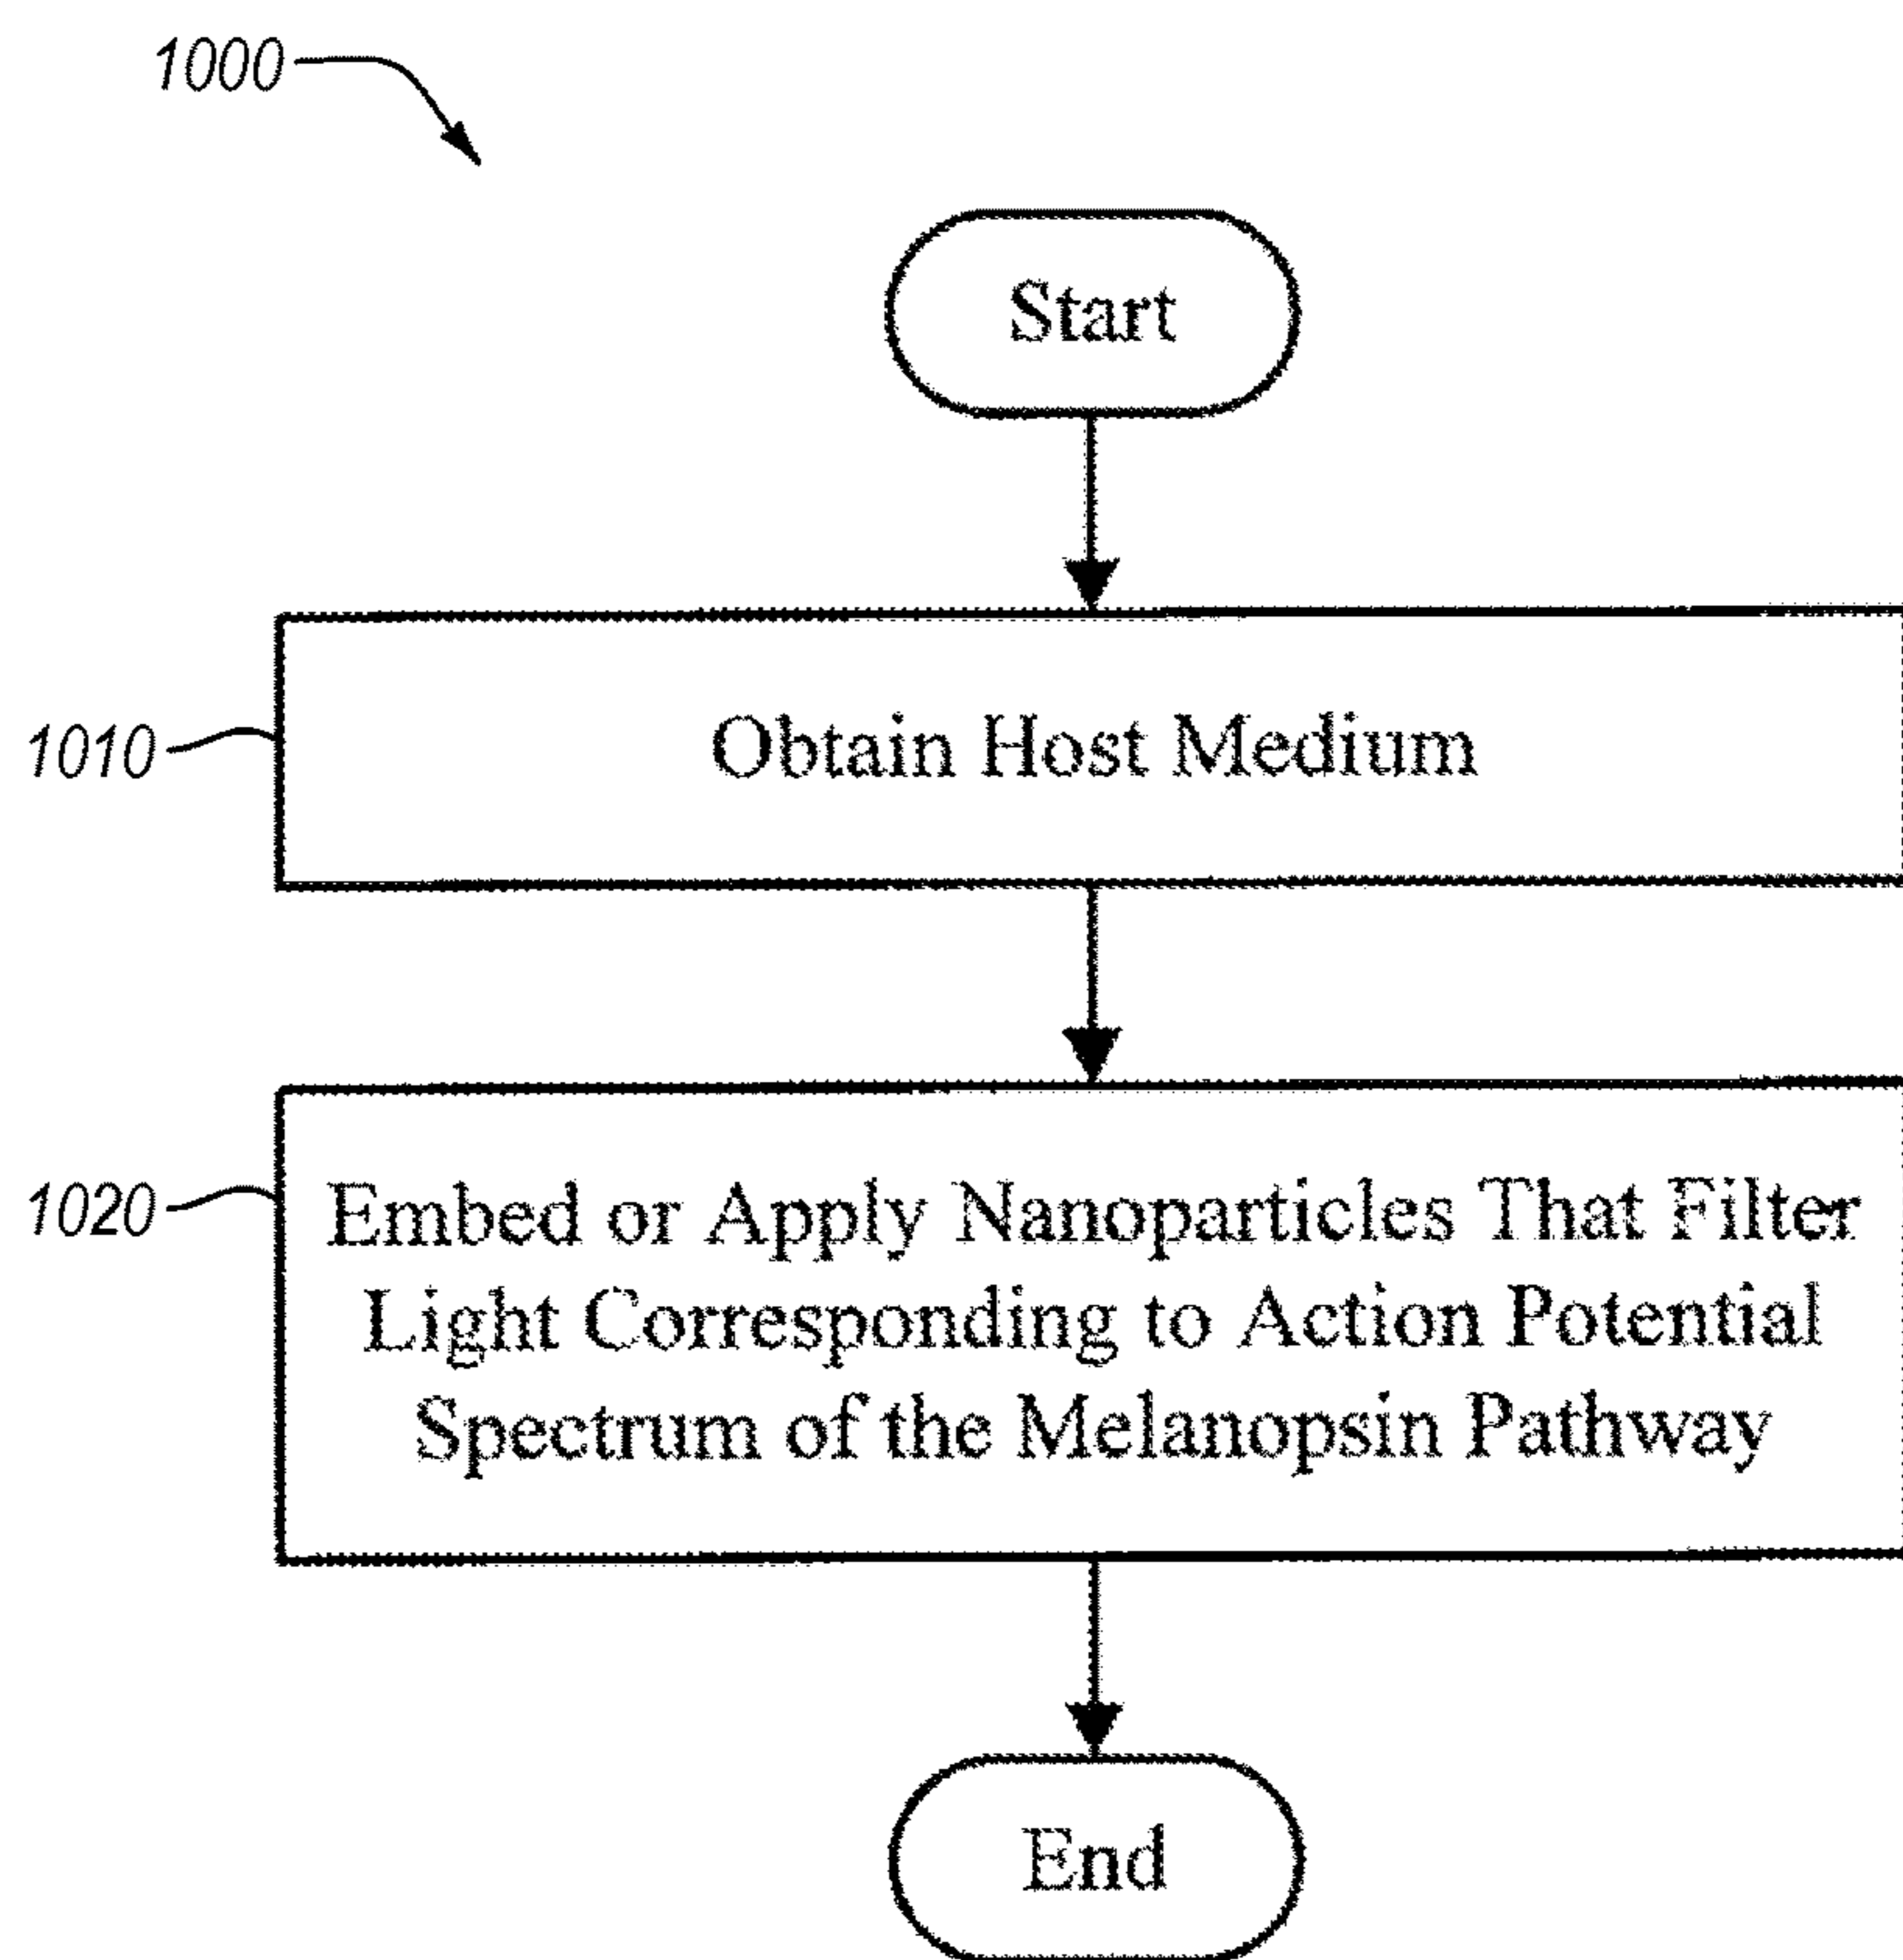 1000
Start
1010
Obtain Host Medium
1020
Embed or Apply Nanoparticles That Filter
Light Corresponding to Action Potential
Spectrum of the Melanopsin Pathway
End